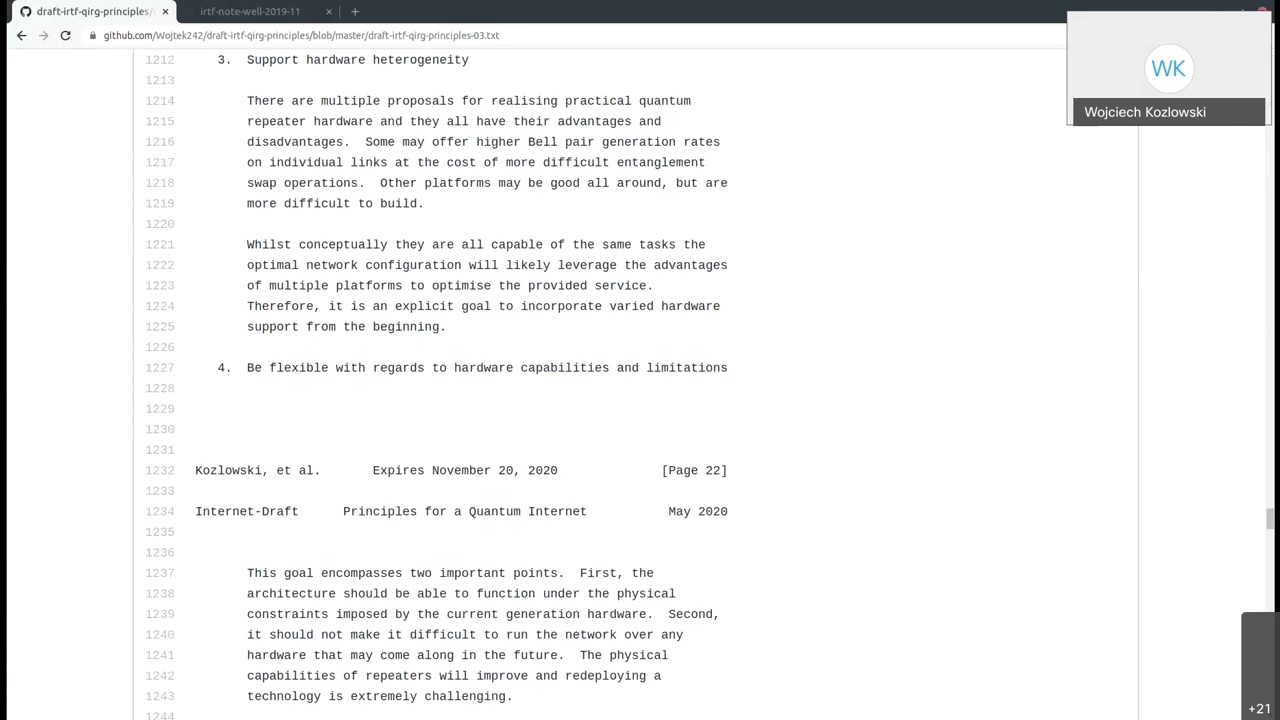 draft-irtf-qirg-principles/
irtf-note-well-2019-11
github.com/Wojtek242/draft-irtf-qirg-principles/blob/master/draft-irtf-qirg-principles-03.txt
WK
Wojciech Kozlowski
1212 3. Support hardware heterogeneity
1213
1214 There are multiple proposals for realising practical quantum
1215 repeater hardware and they all have their advantages and
1216 disadvantages. Some may offer higher Bell pair generation rates
1217 on individual links at the cost of more difficult entanglement
1218 swap operations. Other platforms may be good all around, but are
1219 more difficult to build.
1220
1221 Whilst conceptually they are all capable of the same tasks the
1222 optimal network configuration will likely leverage the advantages
1223 of multiple platforms to optimise the provided service.
1224 Therefore, it is an explicit goal to incorporate varied hardware
1225 support from the beginning.
1226
1227 4. Be flexible with regards to hardware capabilities and limitations
1228
1229
1230
1231
1232 Kozlowski, et al. Expires November 20, 2020 [Page 22]
1233
1234 Internet-Draft Principles for a Quantum Internet May 2020
1235
1236
1237 This goal encompasses two important points. First, the
1238 architecture should be able to function under the physical
1239 constraints imposed by the current generation hardware. Second,
1240 it should not make it difficult to run the network over any
1241 hardware that may come along in the future. The physical
1242 capabilities of repeaters will improve and redeploying a
1243 technology is extremely challenging.
1244
+21